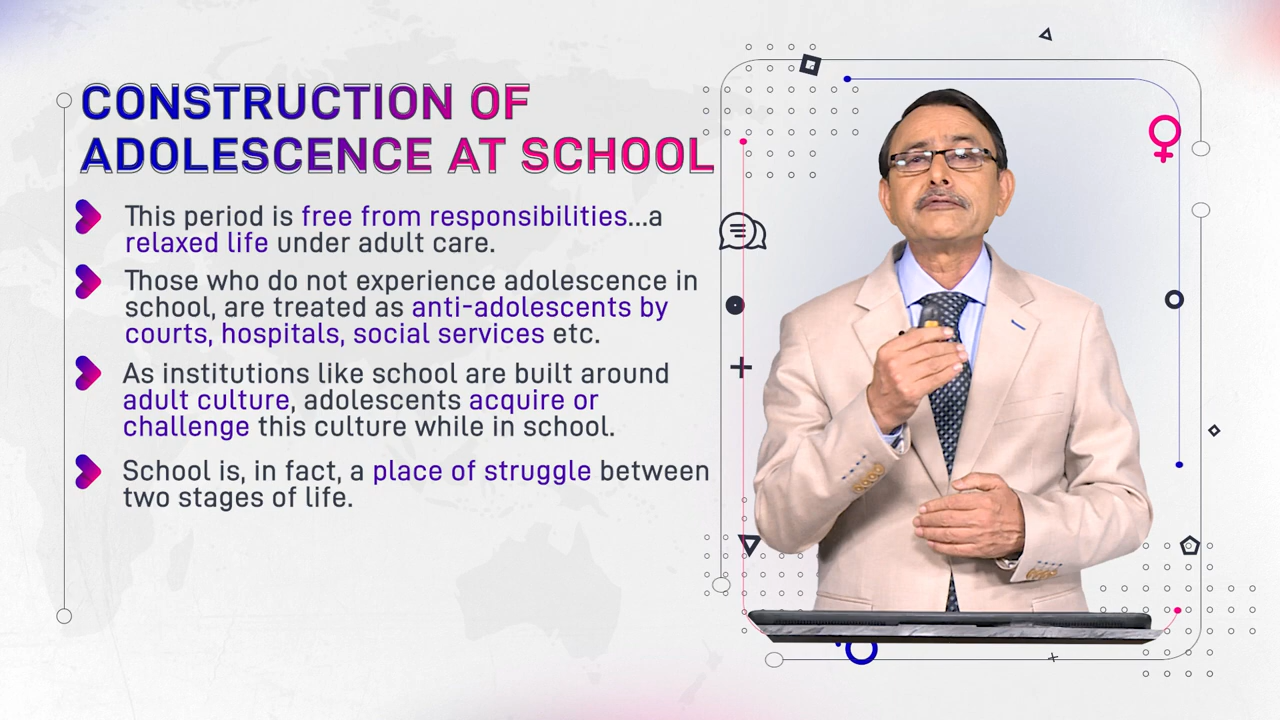 CONSTRUCTION OF
ADOLESCENCE AT SCHOOL
This period is free from responsibilities...a
relaxed life under adult care.
Those who do not experience adolescence in
school, are treated as anti-adolescents by
courts, hospitals, social services etc.
As institutions like school are built around
adult culture, adolescents acquire or
challenge this culture while in school.
School is, in fact, a place of struggle between
two stages of life.